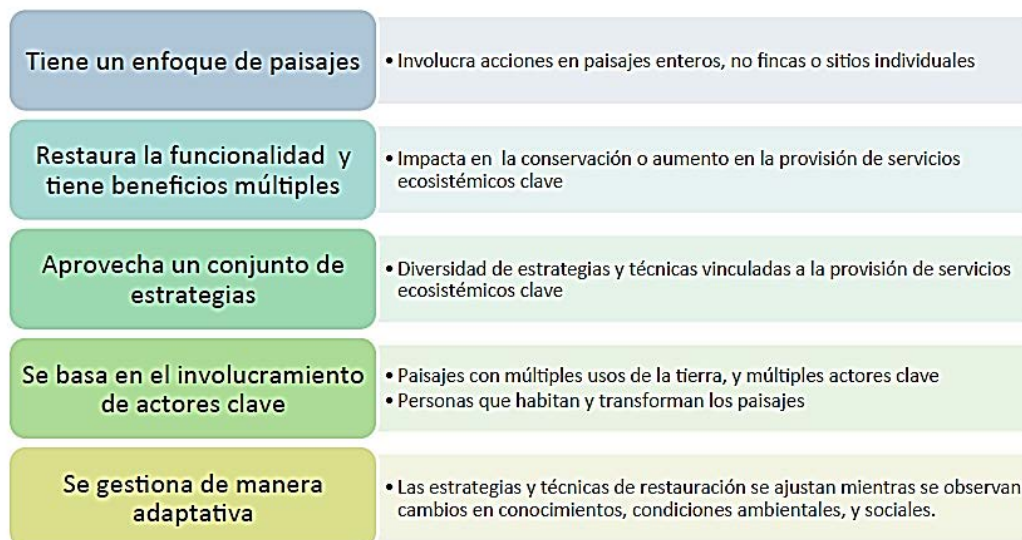 Tiene un enfoque de paisajes
• Involucra acciones en paisajes enteros, no fincas o sitios individuales
Restaura la funcionalidad y
tiene beneficios múltiples
• Impacta en la conservación o aumento en la provisión de servicios
ecosistémicos clave
Aprovecha un conjunto de
estrategias
• Diversidad de estrategias y técnicas vinculadas a la provisión de servicios
ecosistémicos clave
Se basa en el involucramiento
de actores clave
• Paisajes con múltiples usos de la tierra, y múltiples actores clave
• Personas que habitan y transforman los paisajes
Se gestiona de manera
adaptativa
• Las estrategias y técnicas de restauración se ajustan mientras se observan
cambios en conocimientos, condiciones ambientales, y sociales.